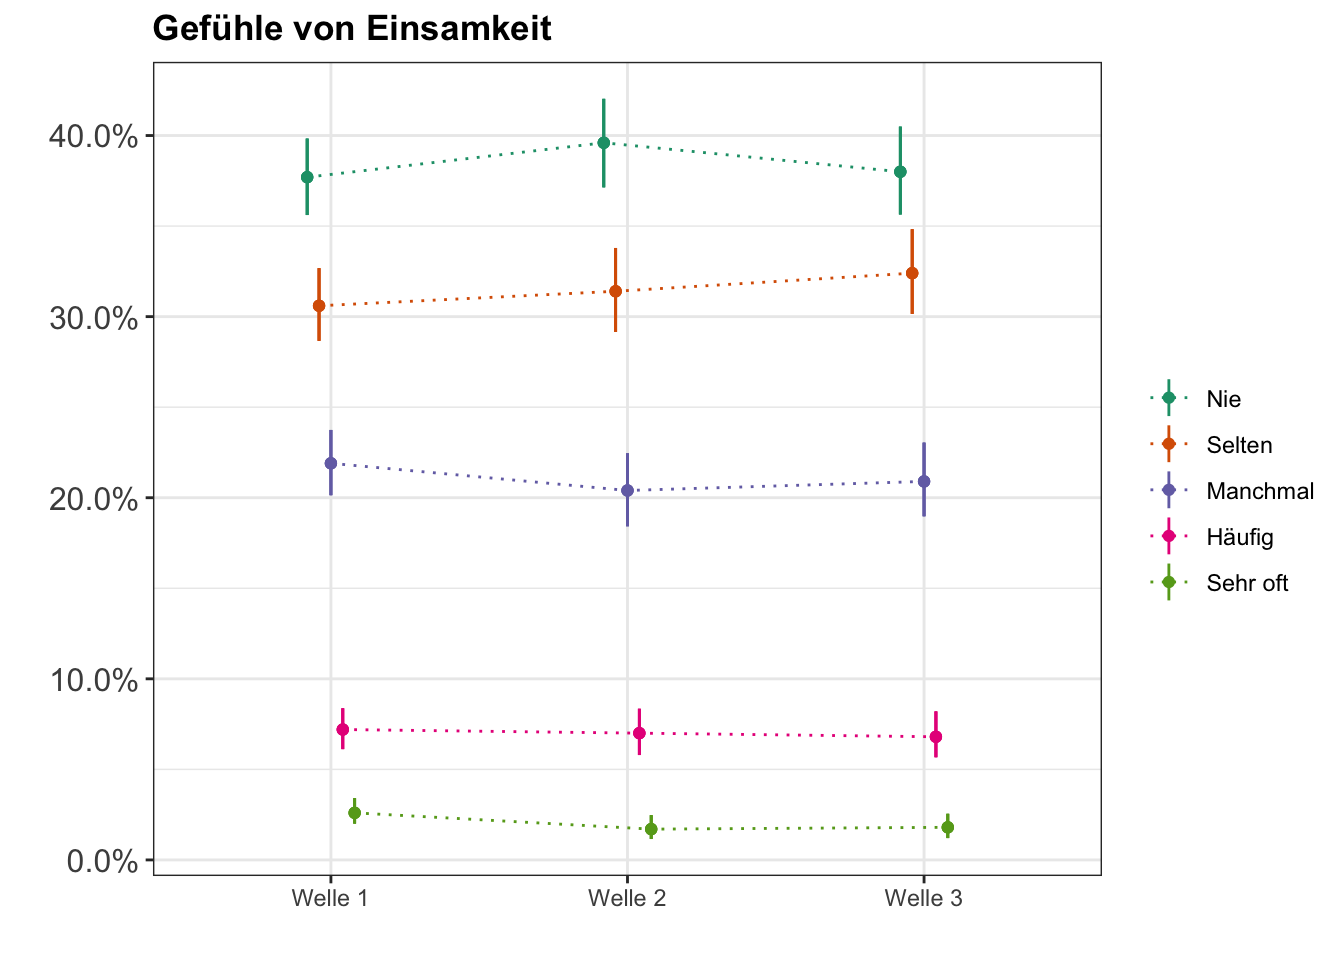 Gefühle von Einsamkeit
40.0%
30.0%
20.0%
10.0%
0.0%
Welle 1
Welle 2
Welle 3
Nie
Selten
Manchmal
Häufig
Sehr oft